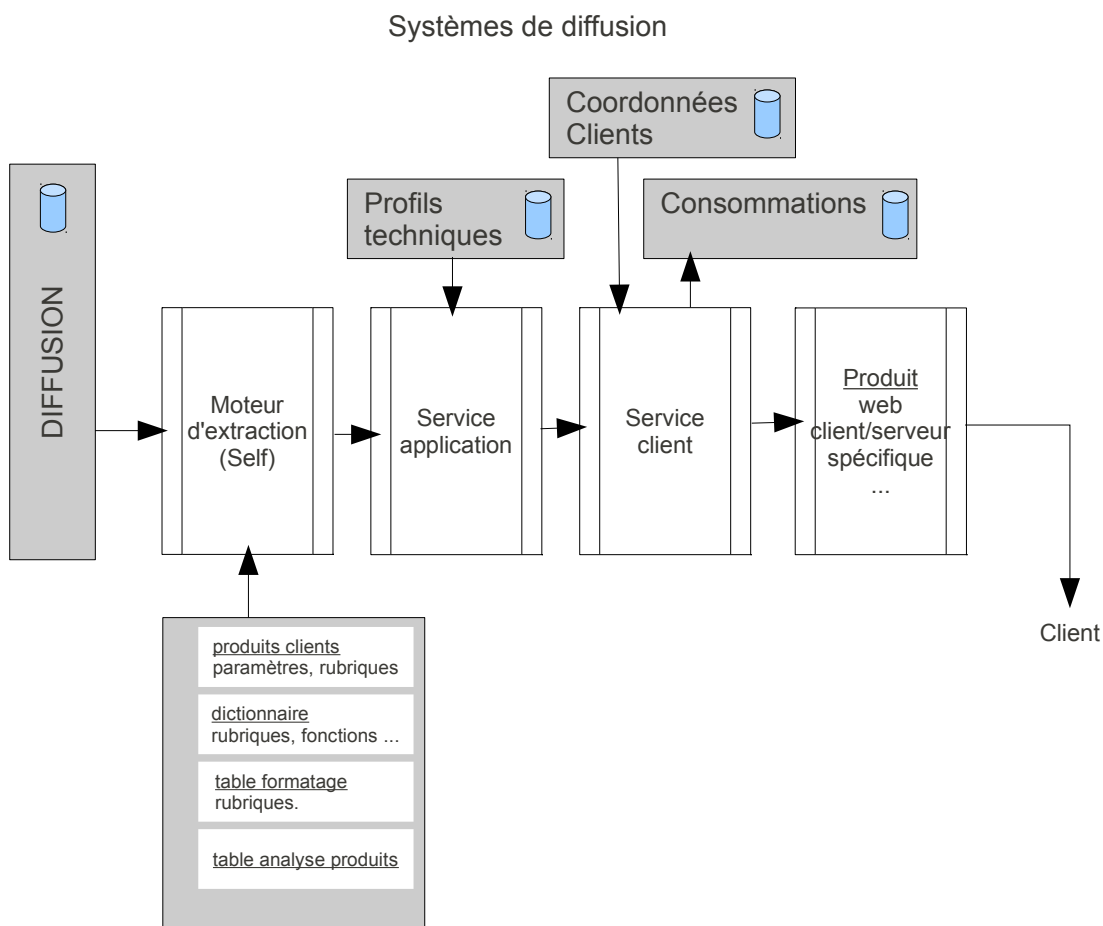 Systèmes de diffusion
Coordonnées
Clients
Profils
techniques
Consommations
DIFFUSION
Moteur
d'extraction
(Self)
Service
application
Service
client
Produit
web
client/serveur
spécifique
...
Client
produits clients
paramètres, rubriques
dictionnaire
rubriques, fonctions ...
table formatage
rubriques.
table analyse produits